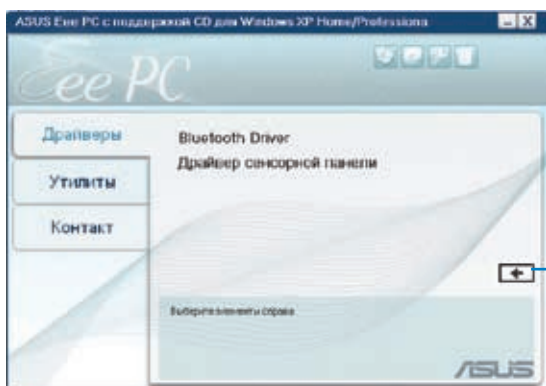 ASUS Eee PC с поддержкой CD для Windows XP Home/Professiona
Eee PC
Драйверы
Bluetooth Driver
Драйвер сенсорной панели
Утилиты
Контакт
Выберите элементы справа
ASUS